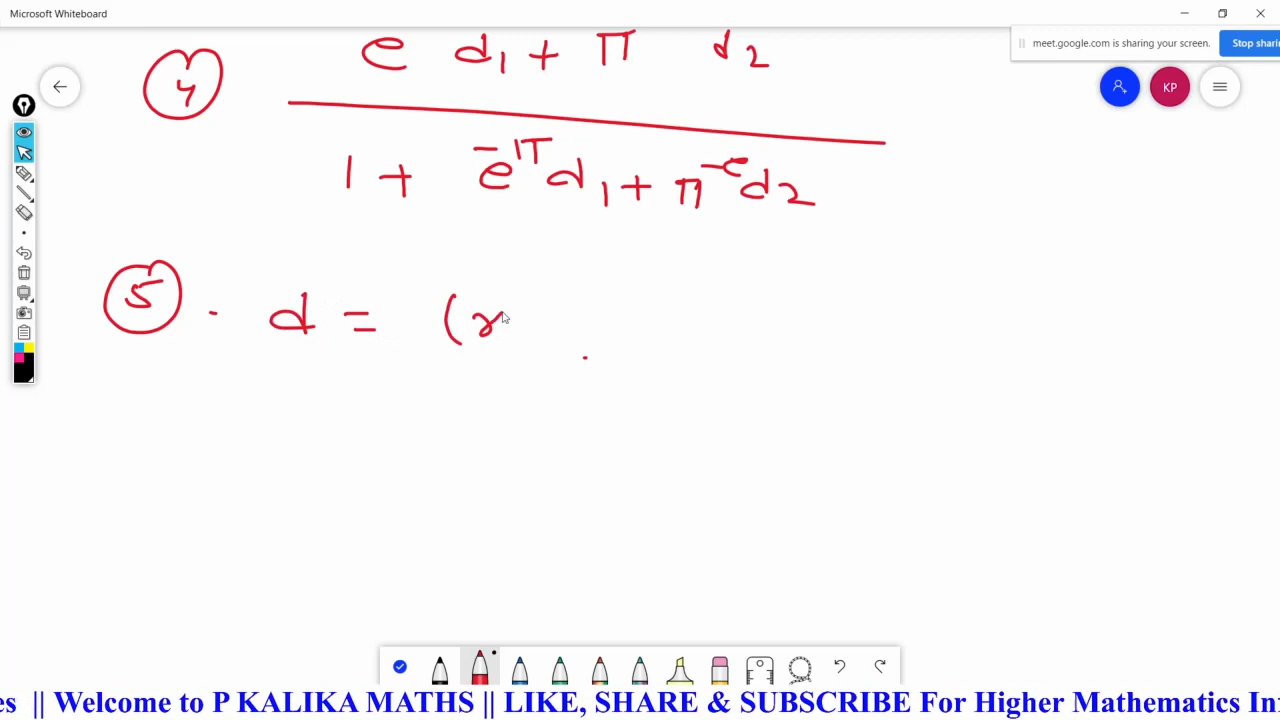 Microsoft Whiteboard
meet.google.com is sharing your screen.
Stop shari
KP
4
e d1 + π d2
1 + e^-π d1 + π^-e d2
5 . d = (x
es || Welcome to P KALIKA MATHS || LIKE, SHARE & SUBSCRIBE For Higher Mathematics In